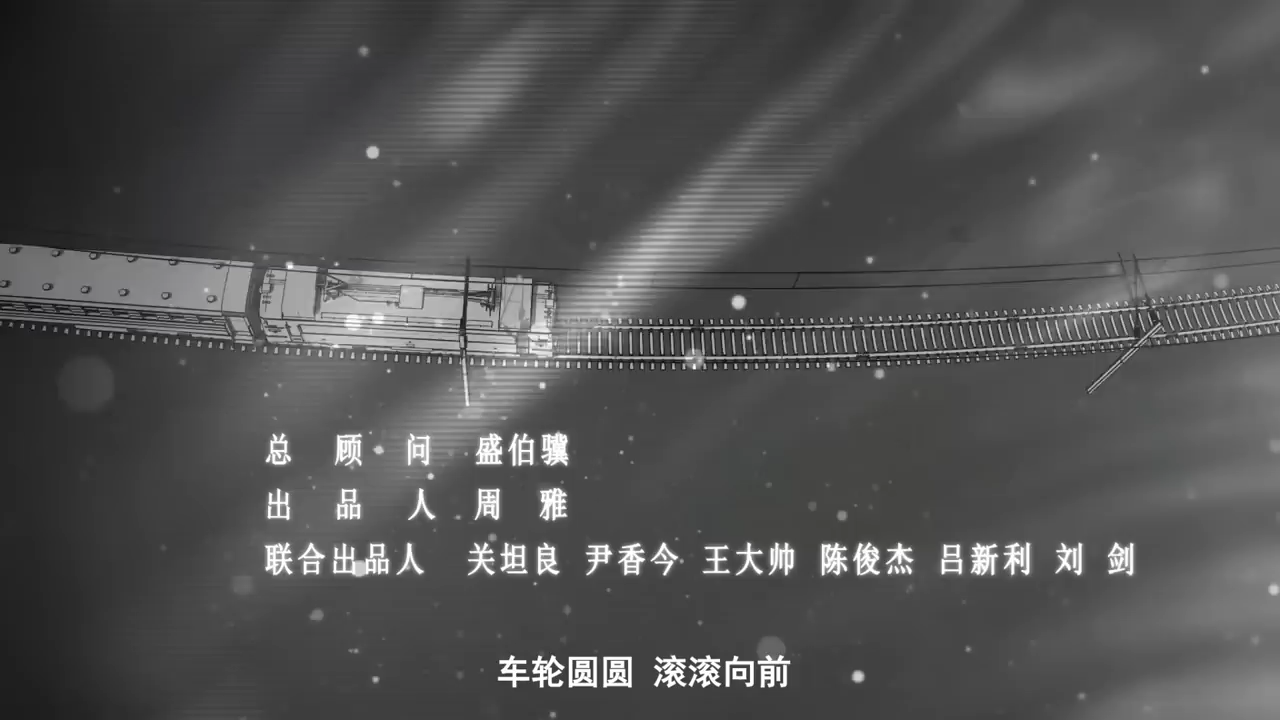 总顾问 盛伯骥
出品人 周雅
联合出品人 关坦良 尹香今 王大帅 陈俊杰 吕新利 刘剑
车轮圆圆 滚滚向前